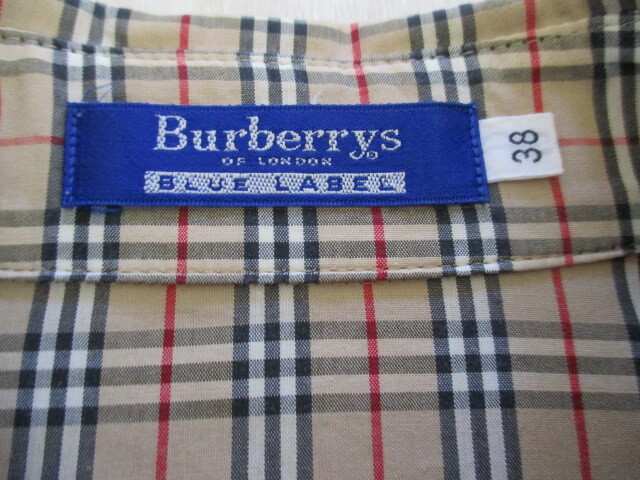 Burberrys
OF LONDON
BLUE LABEL
38